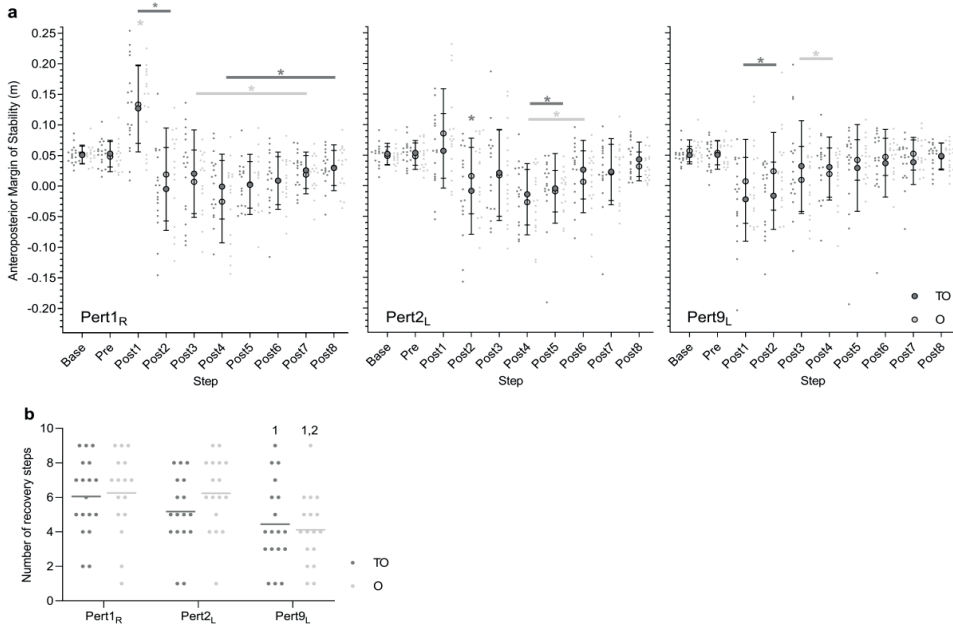 a
Anteroposterior Margin of Stability (m)
0.25
0.20
0.15
0.10
0.05
0.00
-0.05
-0.10
-0.15
-0.20
*
*
*
*
*
*
*
*
*
*
Pert1R
Pert2L
Pert9L
TO
O
Base Pre Post1 Post2 Post3 Post4 Post5 Post6 Post7 Post8
Base Pre Post1 Post2 Post3 Post4 Post5 Post6 Post7 Post8
Base Pre Post1 Post2 Post3 Post4 Post5 Post6 Post7 Post8
Step
Step
Step
b
Number of recovery steps
10
8
6
4
2
0
1
1,2
TO
O
Pert1R
Pert2L
Pert9L